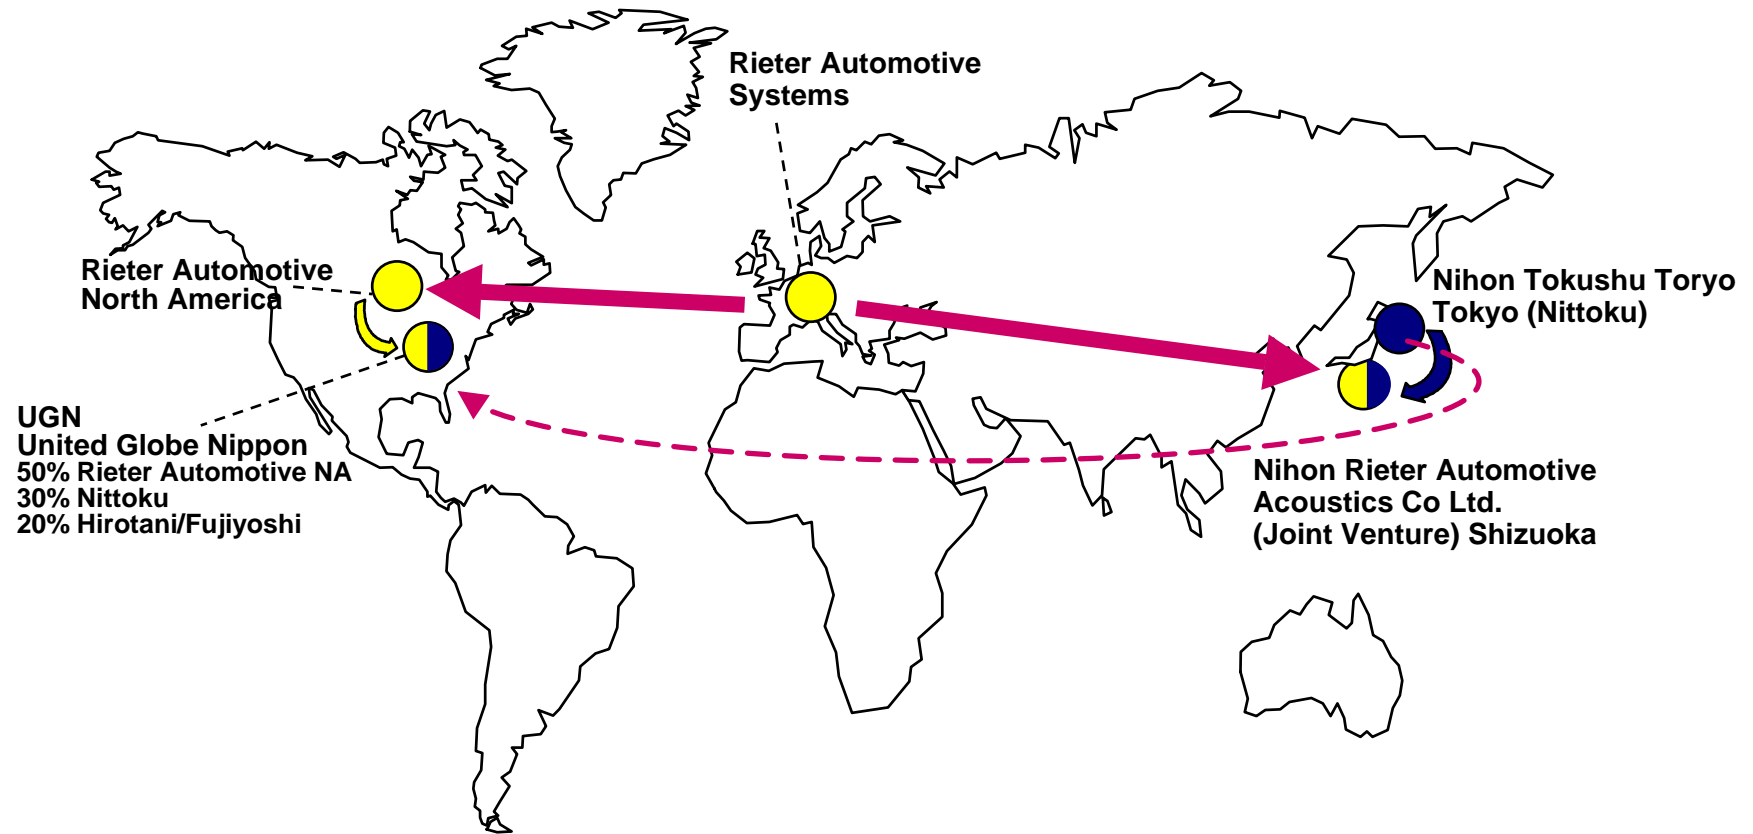 Rieter Automotive
Systems
Rieter Automotive
North America
Nihon Tokushu Toryo
Tokyo (Nittoku)
UGN
United Globe Nippon
50% Rieter Automotive NA
30% Nittoku
20% Hirotani/Fujiyoshi
Nihon Rieter Automotive
Acoustics Co Ltd.
(Joint Venture) Shizuoka